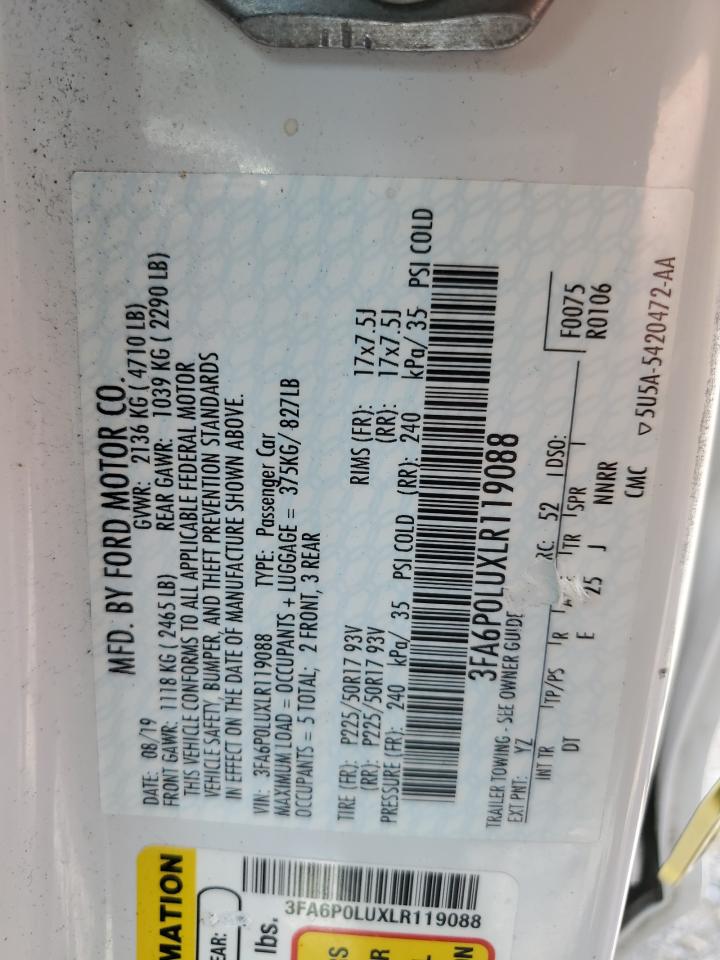 MFD. BY FORD MOTOR CO.
DATE: 08/19 GVWR: 2136 KG ( 4710 LB)
FRONT GAWR: 1118 KG ( 2465 LB) REAR GAWR: 1039 KG ( 2290 LB)
THIS VEHICLE CONFORMS TO ALL APPLICABLE FEDERAL MOTOR
VEHICLE SAFETY, BUMPER, AND THEFT PREVENTION STANDARDS
IN EFFECT ON THE DATE OF MANUFACTURE SHOWN ABOVE.
VIN: 3FA6P0LUXLR119088 TYPE: Passenger Car
MAXIMUM LOAD = OCCUPANTS + LUGGAGE = 375KG/ 827LB
OCCUPANTS = 5 TOTAL; 2 FRONT, 3 REAR
TIRE (FR): P225/50R17 93V RIMS (FR): 17x7.5J
(RR): P225/50R17 93V (RR): 17x7.5J
PRESSURE (FR): 240 kPa/ 35 PSI COLD (RR): 240 kPa/ 35 PSI COLD
3FA6P0LUXLR119088
TRAILER TOWING - SEE OWNER GUIDE
EXT PNT: YZ RC: 52 DSO: F0075
R0106
INT TR TP/PS R TR SPR
DT E 25 J NNRR
CMC ▽5U5A-5420472-AA
MATION
EAR:
lbs.
3FA6P0LUXLR119088